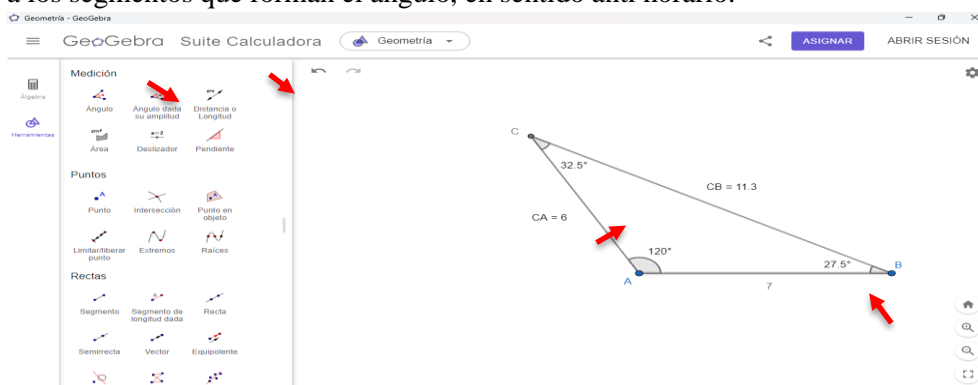 a los segmentos que forman el ángulo, en sentido anti horario.
Geometría - GeoGebra
GeoGebra Suite Calculadora
Geometría
ASIGNAR
ABRIR SESIÓN
Álgebra
Herramientas
Medición
Ángulo
Ángulo dada su amplitud
Distancia o Longitud
Área
Deslizador
Pendiente
Puntos
Punto
Intersección
Punto en objeto
Limitar/liberar punto
Extremos
Raíces
Rectas
Segmento
Segmento de longitud dada
Recta
Semirrecta
Vector
Equipolente
C
32.5°
CB = 11.3
CA = 6
120°
27.5°
A
B
7